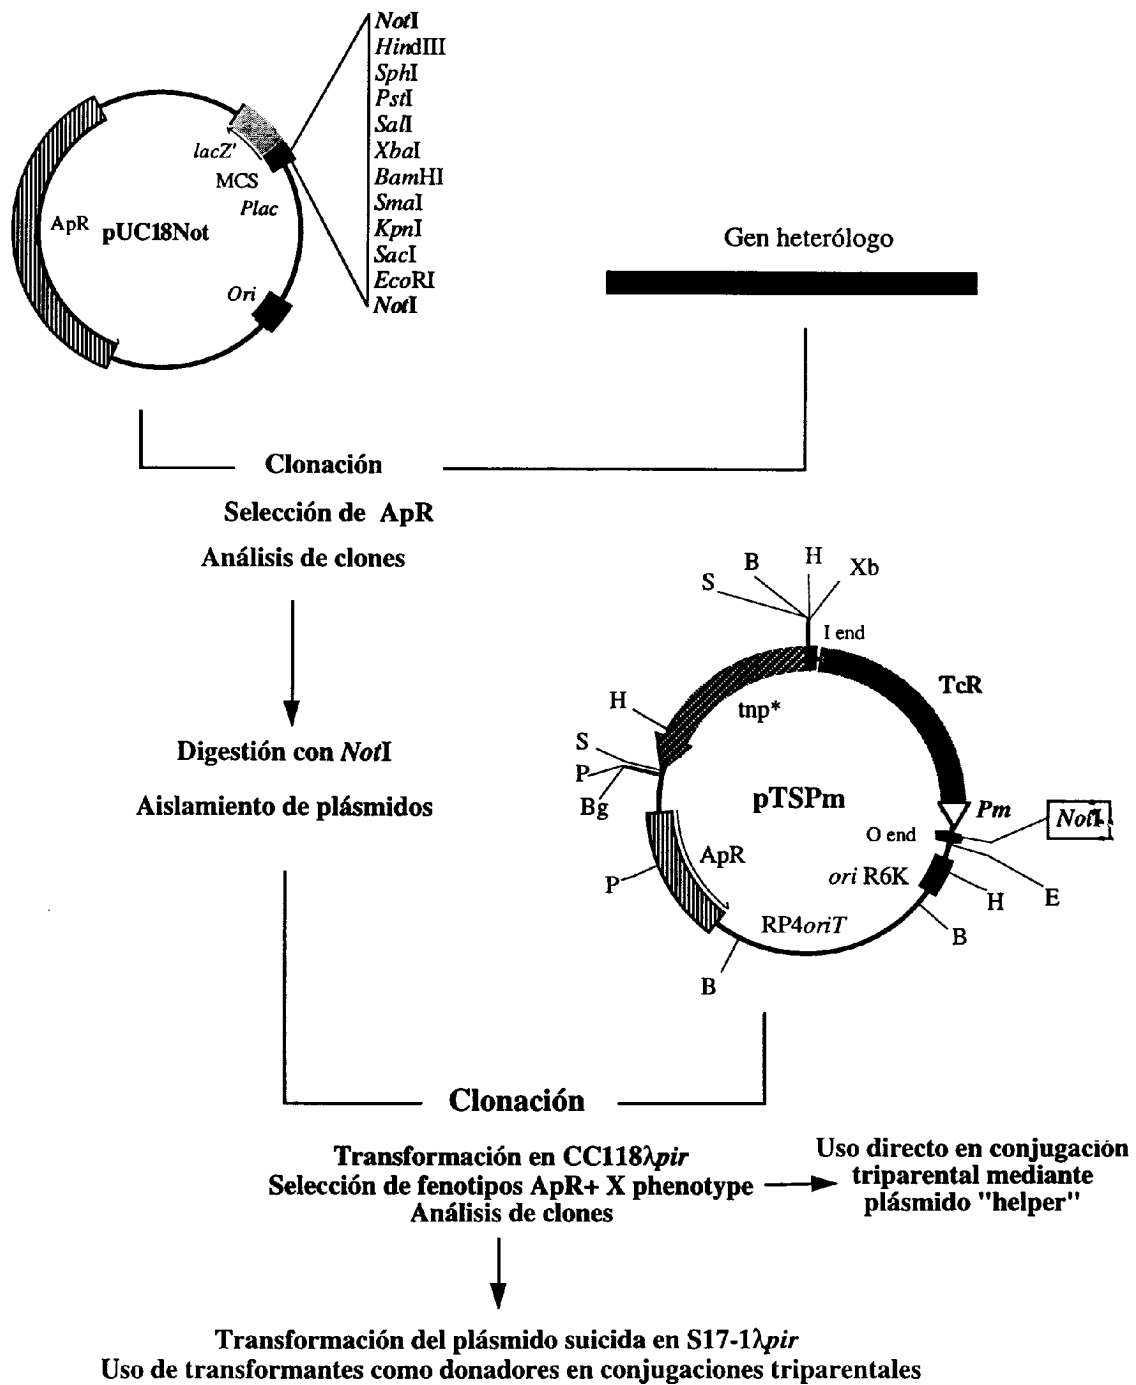 NotI
HindIII
SphI
PstI
SalI
XbaI
BamHI
SmaI
KpnI
SacI
EcoRI
NotI
lacZ'
MCS
Plac
ApR
pUC18Not
Ori
Gen heterólogo
Clonación
Selección de ApR
Análisis de clones
Digestión con NotI
Aislamiento de plásmidos
S
B
H
Xb
I end
TcR
tnp*
H
S
P
Bg
pTSPm
Pm
NotI
O end
ApR
ori R6K
P
H
E
RP4oriT
B
B
Clonación
Transformación en CC118λpir
Selección de fenotipos ApR+ X phenotype
Análisis de clones
Uso directo en conjugación
triparental mediante
plásmido "helper"
Transformación del plásmido suicida en S17-1λpir
Uso de transformantes como donadores en conjugaciones triparentales